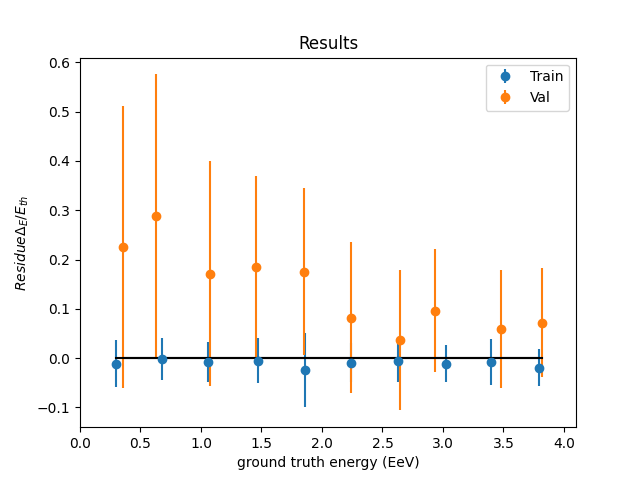 Results
Train
Val
0.6
0.5
0.4
0.3
0.2
0.1
0.0
−0.1
ResidueΔ_E/E_th
0.0 0.5 1.0 1.5 2.0 2.5 3.0 3.5 4.0
ground truth energy (EeV)